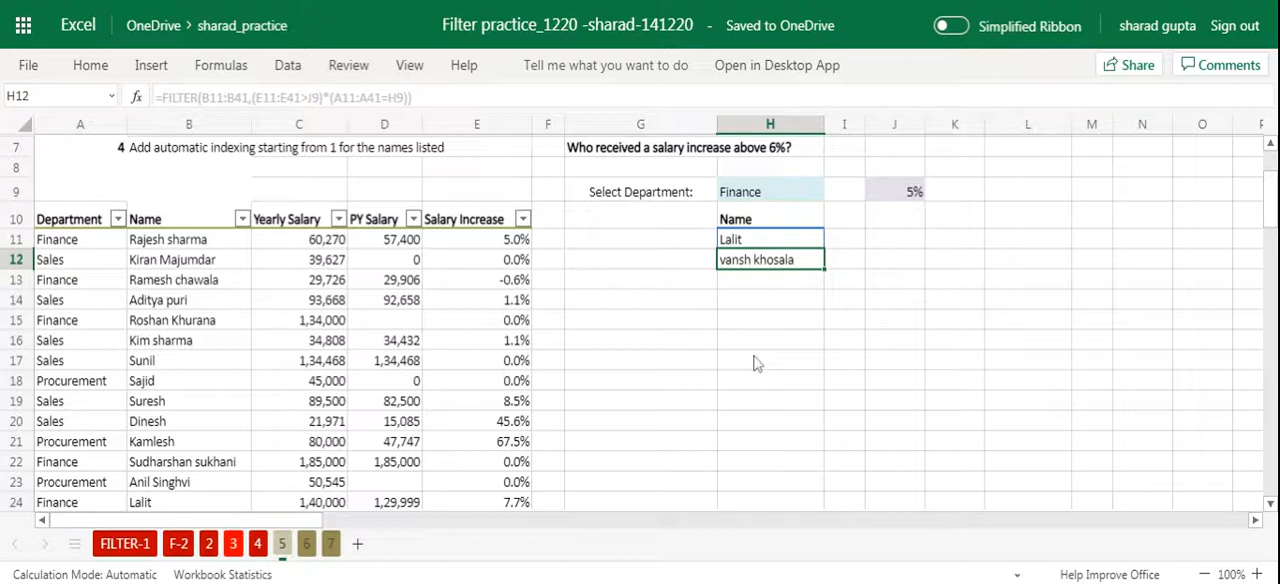 Excel OneDrive > sharad_practice Filter practice_1220 -sharad-141220 - Saved to OneDrive Simplified Ribbon sharad gupta Sign out
File Home Insert Formulas Data Review View Help Tell me what you want to do Open in Desktop App Share Comments
H12 fx =FILTER(B11:B41,(E11:E41>J9)*(A11:A41=H9))
A B C D E F G H I J K L M N O F
7 4 Add automatic indexing starting from 1 for the names listed Who received a salary increase above 6%?
8
9 Select Department: Finance 5%
10 Department Name Yearly Salary PY Salary Salary Increase Name
11 Finance Rajesh sharma 60,270 57,400 5.0% Lalit
12 Sales Kiran Majumdar 39,627 0 0.0% vansh khosala
13 Finance Ramesh chawala 29,726 29,906 -0.6%
14 Sales Aditya puri 93,668 92,658 1.1%
15 Finance Roshan Khurana 1,34,000 0.0%
16 Sales Kim sharma 34,808 34,432 1.1%
17 Sales Sunil 1,34,468 1,34,468 0.0%
18 Procurement Sajid 45,000 0 0.0%
19 Sales Suresh 89,500 82,500 8.5%
20 Sales Dinesh 21,971 15,085 45.6%
21 Procurement Kamlesh 80,000 47,747 67.5%
22 Finance Sudharshan sukhani 1,85,000 1,85,000 0.0%
23 Procurement Anil Singhvi 50,545 0.0%
24 Finance Lalit 1,40,000 1,29,999 7.7%
FILTER-1 F-2 2 3 4 5 6 7 +
Calculation Mode: Automatic Workbook Statistics Help Improve Office — 100% +